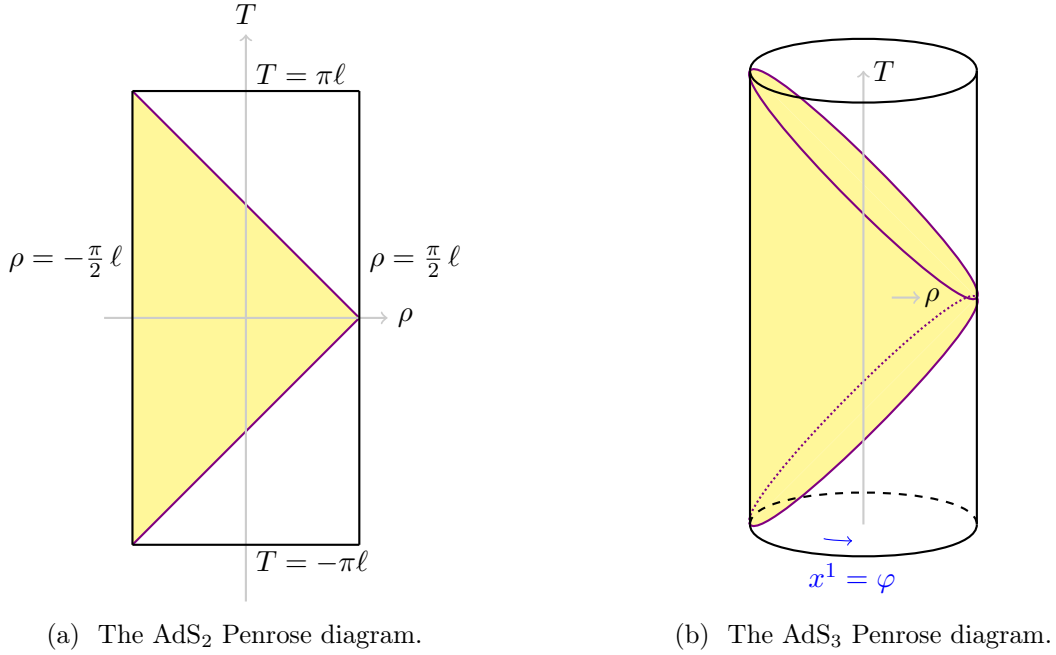 T
T = πℓ
ρ = −π/2 ℓ
ρ = π/2 ℓ
ρ
T = −πℓ
(a) The AdS₂ Penrose diagram.
T
ρ
x¹ = φ
(b) The AdS₃ Penrose diagram.